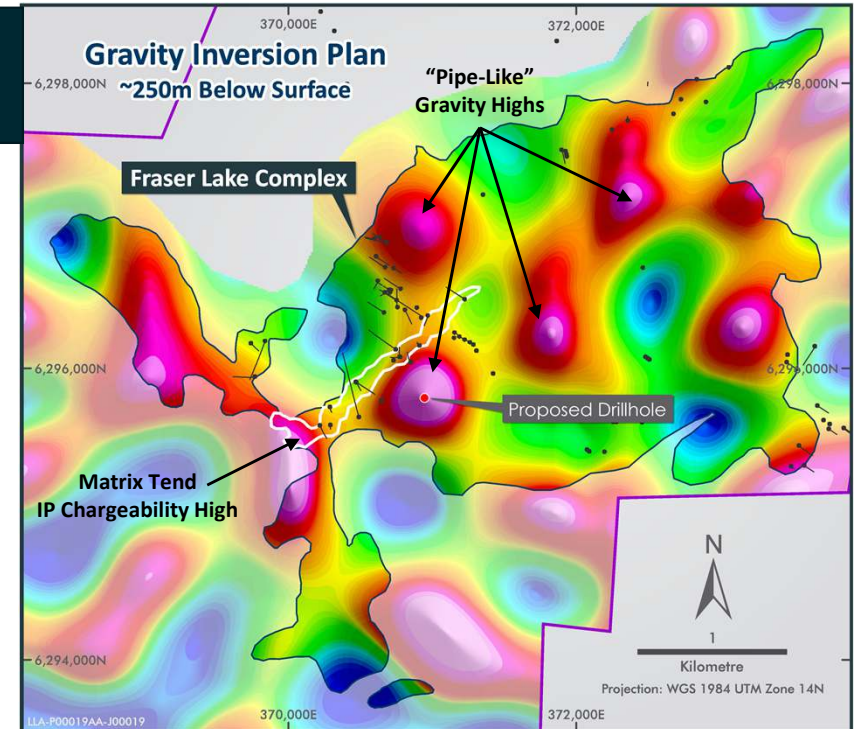 370,000E
372,000E
Gravity Inversion Plan
~250m Below Surface
6,298,000N
6,298,000N
“Pipe-Like”
Gravity Highs
Fraser Lake Complex
6,296,000N
6,296,000N
Proposed Drillhole
Matrix Tend
IP Chargeability High
N
1
Kilometre
Projection: WGS 1984 UTM Zone 14N
6,294,000N
LLA-P00019AA-J00019
370,000E
372,000E